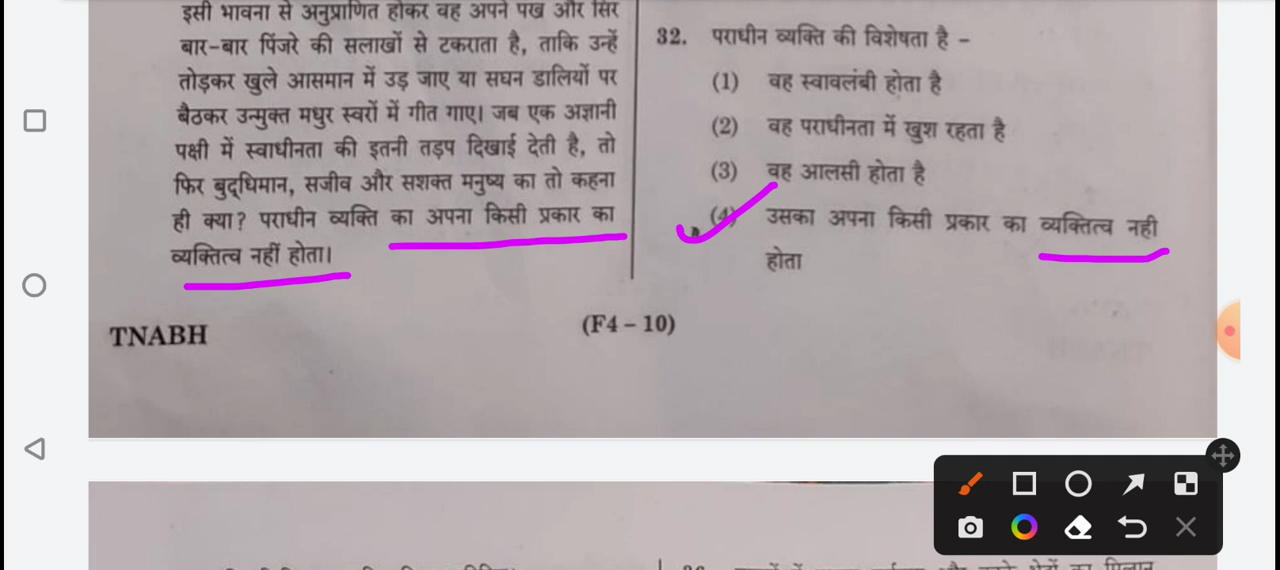 इसी भावना से अनुप्राणित होकर वह अपने पंख और सिर
बार-बार पिंजरे की सलाखों से टकराता है, ताकि उन्हें
तोड़कर खुले आसमान में उड़ जाए या सघन डालियों पर
बैठकर उन्मुक्त मधुर स्वरों में गीत गाए। जब एक अज्ञानी
पक्षी में स्वाधीनता की इतनी तड़प दिखाई देती है, तो
फिर बुद्धिमान, सजीव और सशक्त मनुष्य का तो कहना
ही क्या? पराधीन व्यक्ति का अपना किसी प्रकार का
व्यक्तित्व नहीं होता।
32. पराधीन व्यक्ति की विशेषता है -
(1) वह स्वावलंबी होता है
(2) वह पराधीनता में खुश रहता है
(3) वह आलसी होता है
(4) उसका अपना किसी प्रकार का व्यक्तित्व नही
होता
TNABH
(F4 – 10)